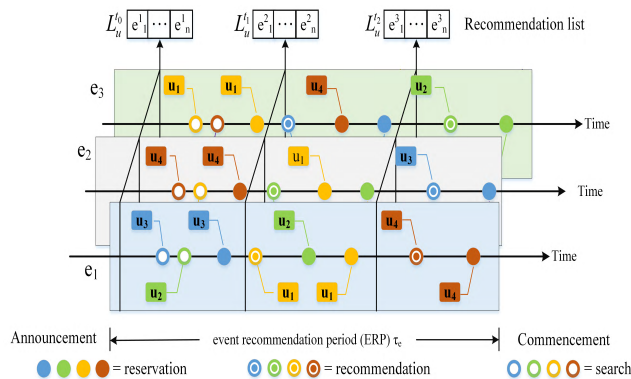 L_u^{t_0} e^1_1 ... e^1_n L_u^{t_1} e^2_1 ... e^2_n L_u^{t_2} e^3_1 ... e^3_n Recommendation list
e3
u1 u1 u4 u2
Time
e2
u4 u4 u1 u3
Time
u3 u3 u2 u4
e1
Time
u2 u1 u1 u4
Announcement event recommendation period (ERP) τe Commencement
= reservation = recommendation = search